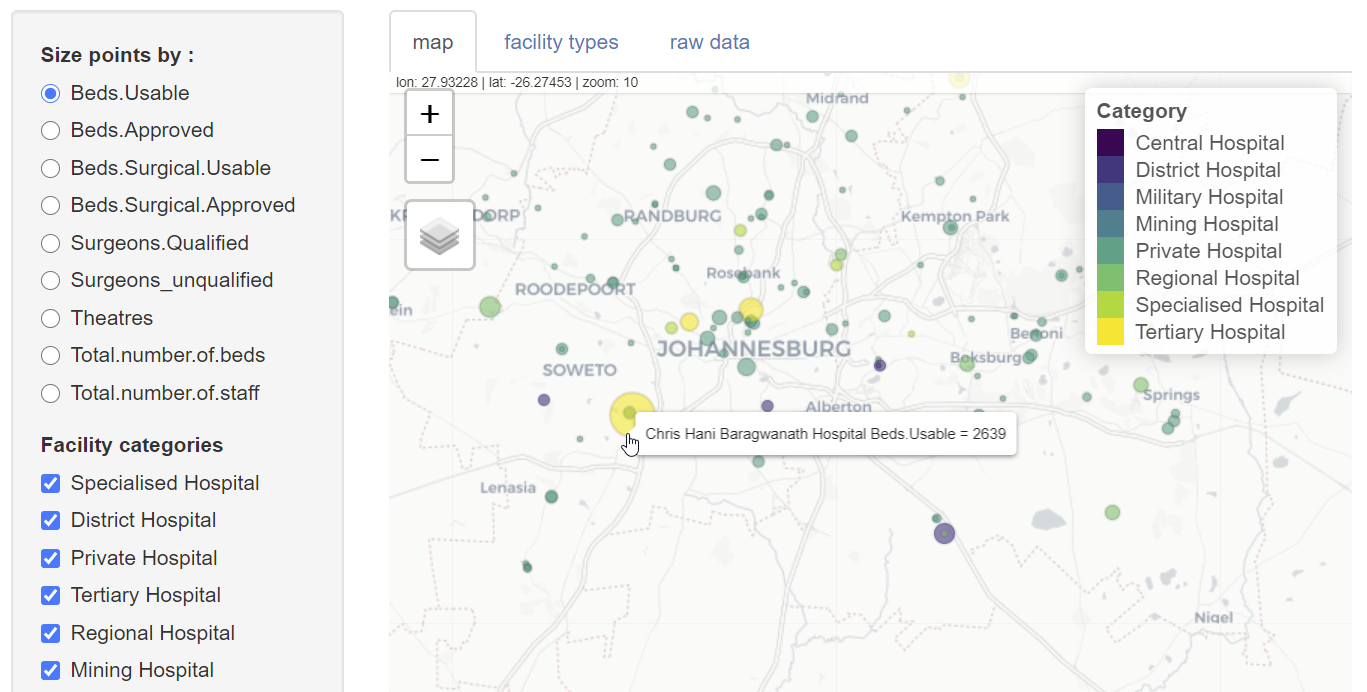 Size points by :
Beds.Usable
Beds.Approved
Beds.Surgical.Usable
Beds.Surgical.Approved
Surgeons.Qualified
Surgeons_unqualified
Theatres
Total.number.of.beds
Total.number.of.staff
Facility categories
Specialised Hospital
District Hospital
Private Hospital
Tertiary Hospital
Regional Hospital
Mining Hospital
map
facility types
raw data
lon: 27.93228 | lat: -26.27453 | zoom: 10
+
−
Midrand
RANDBURG
Kempton Park
Rosebank
ROODEPOORT
JOHANNESBURG
Benoni
Boksburg
SOWETO
Springs
Alberton
Chris Hani Baragwanath Hospital Beds.Usable = 2639
Lenasia
Nigel
Category
Central Hospital
District Hospital
Military Hospital
Mining Hospital
Private Hospital
Regional Hospital
Specialised Hospital
Tertiary Hospital